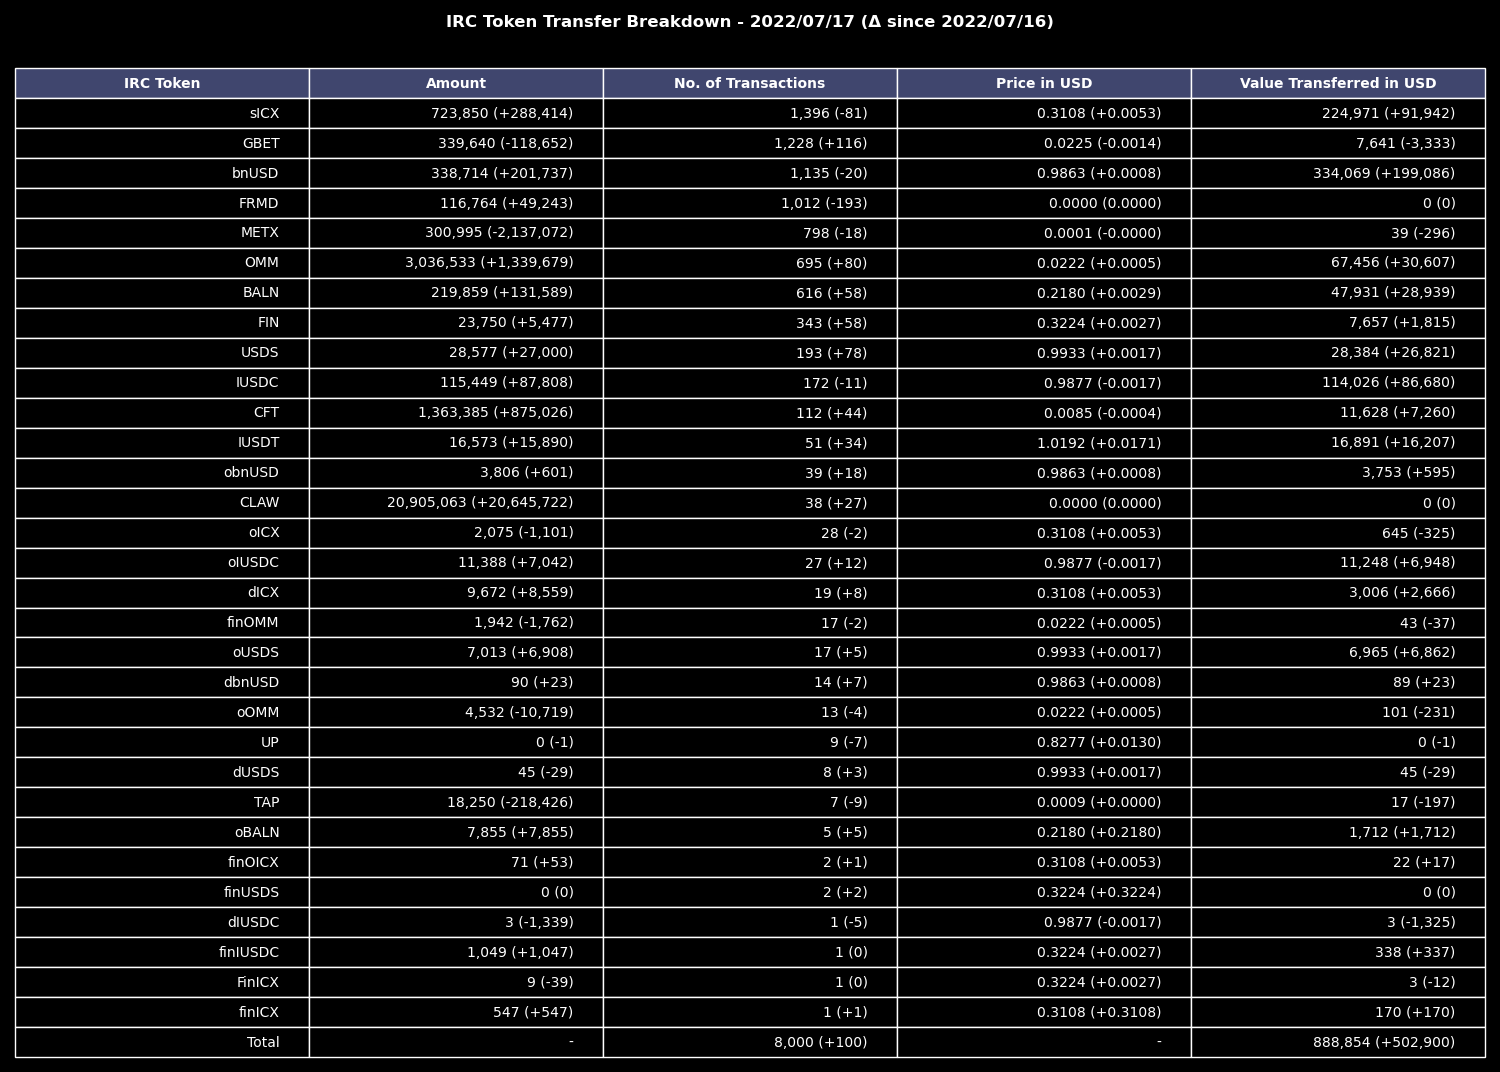 IRC Token Transfer Breakdown - 2022/07/17 (Δ since 2022/07/16)
IRC Token Amount No. of Transactions Price in USD Value Transferred in USD
sICX 723,850 (+288,414) 1,396 (-81) 0.3108 (+0.0053) 224,971 (+91,942)
GBET 339,640 (-118,652) 1,228 (+116) 0.0225 (-0.0014) 7,641 (-3,333)
bnUSD 338,714 (+201,737) 1,135 (-20) 0.9863 (+0.0008) 334,069 (+199,086)
FRMD 116,764 (+49,243) 1,012 (-193) 0.0000 (0.0000) 0 (0)
METX 300,995 (-2,137,072) 798 (-18) 0.0001 (-0.0000) 39 (-296)
OMM 3,036,533 (+1,339,679) 695 (+80) 0.0222 (+0.0005) 67,456 (+30,607)
BALN 219,859 (+131,589) 616 (+58) 0.2180 (+0.0029) 47,931 (+28,939)
FIN 23,750 (+5,477) 343 (+58) 0.3224 (+0.0027) 7,657 (+1,815)
USDS 28,577 (+27,000) 193 (+78) 0.9933 (+0.0017) 28,384 (+26,821)
IUSDC 115,449 (+87,808) 172 (-11) 0.9877 (-0.0017) 114,026 (+86,680)
CFT 1,363,385 (+875,026) 112 (+44) 0.0085 (-0.0004) 11,628 (+7,260)
IUSDT 16,573 (+15,890) 51 (+34) 1.0192 (+0.0171) 16,891 (+16,207)
obnUSD 3,806 (+601) 39 (+18) 0.9863 (+0.0008) 3,753 (+595)
CLAW 20,905,063 (+20,645,722) 38 (+27) 0.0000 (0.0000) 0 (0)
oICX 2,075 (-1,101) 28 (-2) 0.3108 (+0.0053) 645 (-325)
oIUSDC 11,388 (+7,042) 27 (+12) 0.9877 (-0.0017) 11,248 (+6,948)
dICX 9,672 (+8,559) 19 (+8) 0.3108 (+0.0053) 3,006 (+2,666)
finOMM 1,942 (-1,762) 17 (-2) 0.0222 (+0.0005) 43 (-37)
oUSDS 7,013 (+6,908) 17 (+5) 0.9933 (+0.0017) 6,965 (+6,862)
dbnUSD 90 (+23) 14 (+7) 0.9863 (+0.0008) 89 (+23)
oOMM 4,532 (-10,719) 13 (-4) 0.0222 (+0.0005) 101 (-231)
UP 0 (-1) 9 (-7) 0.8277 (+0.0130) 0 (-1)
dUSDS 45 (-29) 8 (+3) 0.9933 (+0.0017) 45 (-29)
TAP 18,250 (-218,426) 7 (-9) 0.0009 (+0.0000) 17 (-197)
oBALN 7,855 (+7,855) 5 (+5) 0.2180 (+0.2180) 1,712 (+1,712)
finOICX 71 (+53) 2 (+1) 0.3108 (+0.0053) 22 (+17)
finUSDS 0 (0) 2 (+2) 0.3224 (+0.3224) 0 (0)
dIUSDC 3 (-1,339) 1 (-5) 0.9877 (-0.0017) 3 (-1,325)
finIUSDC 1,049 (+1,047) 1 (0) 0.3224 (+0.0027) 338 (+337)
FinICX 9 (-39) 1 (0) 0.3224 (+0.0027) 3 (-12)
finICX 547 (+547) 1 (+1) 0.3108 (+0.3108) 170 (+170)
Total - 8,000 (+100) - 888,854 (+502,900)